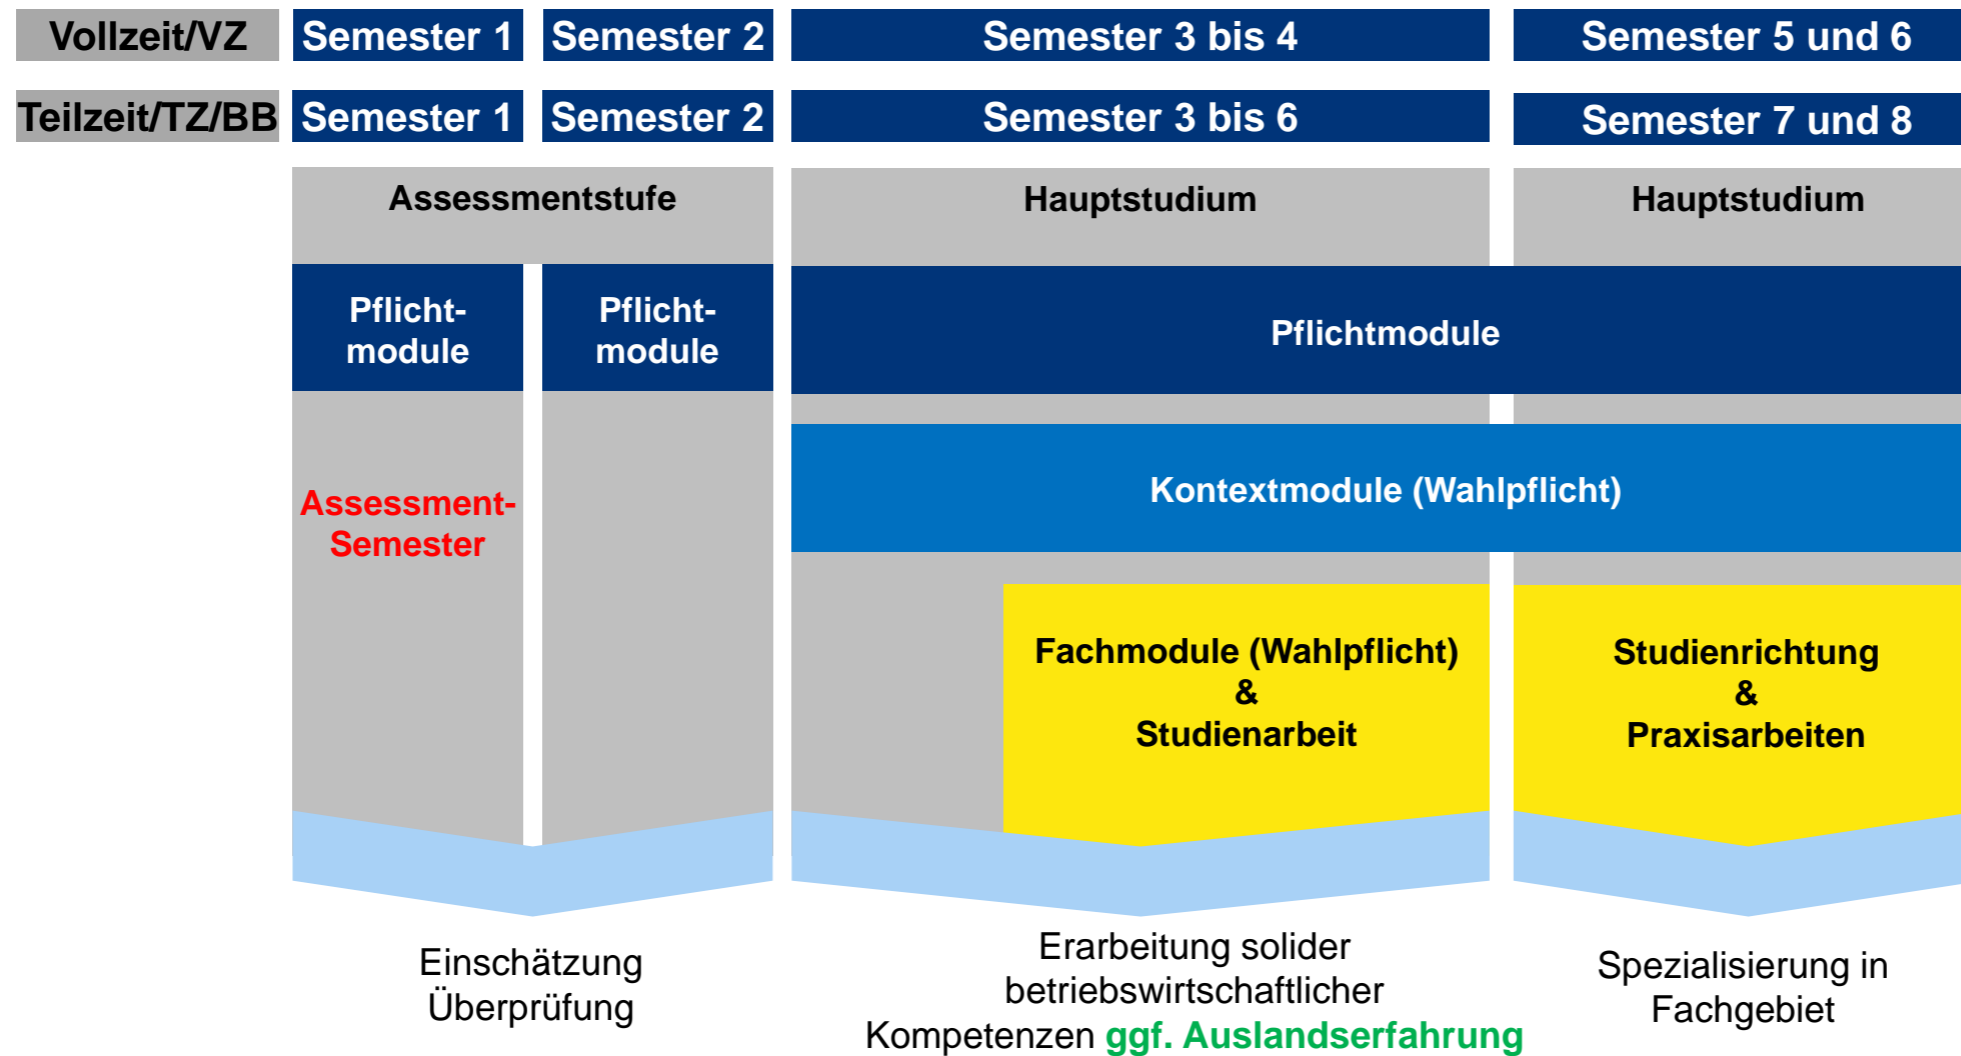 Vollzeit/VZ
Semester 1
Semester 2
Semester 3 bis 4
Semester 5 und 6
Teilzeit/TZ/BB
Semester 1
Semester 2
Semester 3 bis 6
Semester 7 und 8
Assessmentstufe
Hauptstudium
Hauptstudium
Pflicht-
module
Pflicht-
module
Pflichtmodule
Kontextmodule (Wahlpflicht)
Assessment-
Semester
Fachmodule (Wahlpflicht)
&
Studienarbeit
Studienrichtung
&
Praxisarbeiten
Einschätzung
Überprüfung
Erarbeitung solider
betriebswirtschaftlicher
Kompetenzen ggf. Auslandserfahrung
Spezialisierung in
Fachgebiet